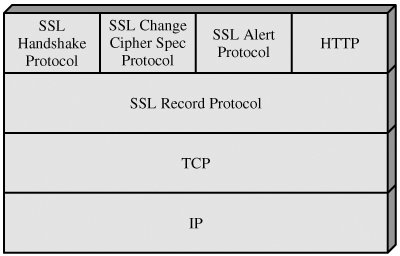 SSL
Handshake
Protocol
SSL Change
Cipher Spec
Protocol
SSL Alert
Protocol
HTTP
SSL Record Protocol
TCP
IP